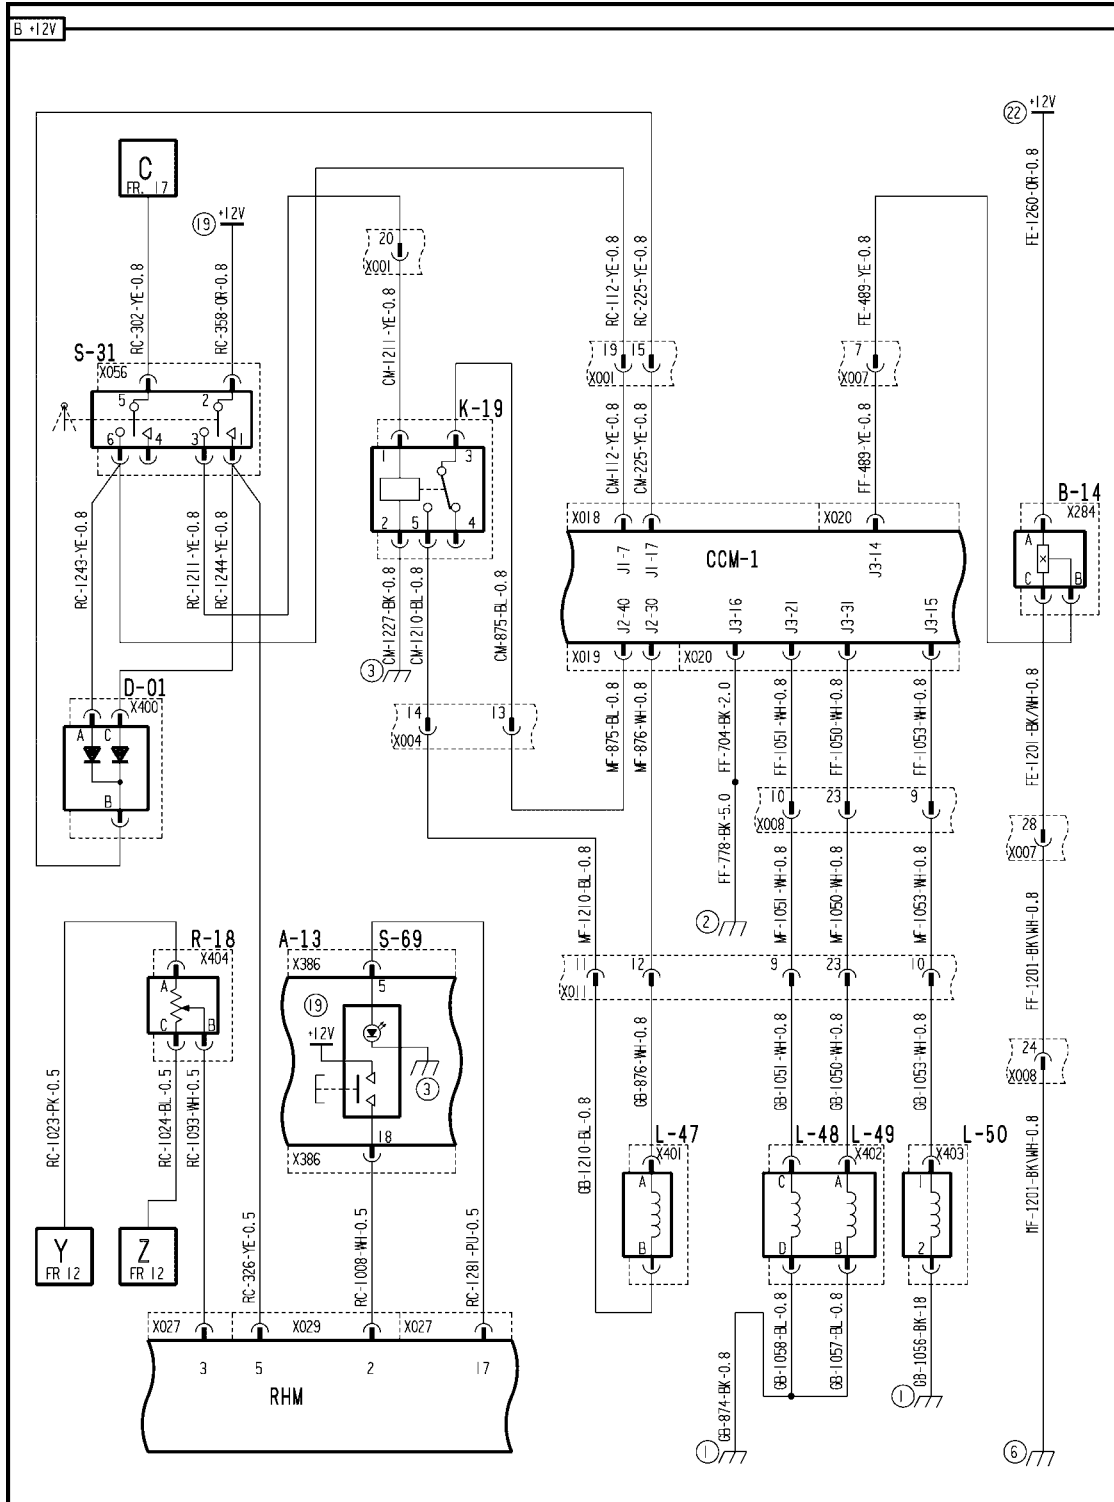 B +12V
22
+12V
C
FR. 17
19
+12V
20
X001
RC-302-YE-0.8
RC-358-OR-0.8
CM-1211-YE-0.8
RC-112-YE-0.8
RC-225-YE-0.8
FE-489-YE-0.8
FE-1260-OR-0.8
S-31
X056
5
2
6
4
3
1
19
15
X001
7
X007
K-19
1
3
2
5
4
CM-112-YE-0.8
CM-225-YE-0.8
FF-489-YE-0.8
X018
X020
J1-7
J1-17
J3-14
CCM-1
J2-40
J2-30
J3-16
J3-21
J3-31
J3-15
X019
X020
B-14
X284
A
C
B
RC-1243-YE-0.8
RC-1211-YE-0.8
RC-1244-YE-0.8
CM-1227-BK-0.8
CM-1210-BL-0.8
CM-875-BL-0.8
3
D-01
X400
A
C
B
14
13
X004
MF-875-BL-0.8
MF-876-WH-0.8
FF-704-BK-2.0
FF-1051-WH-0.8
FF-1050-WH-0.8
FF-1053-WH-0.8
FE-1201-BK/WH-0.8
10
23
9
X008
28
X007
FF-778-BK-5.0
2
MF-1210-BL-0.8
MF-1051-WH-0.8
MF-1050-WH-0.8
MF-1053-WH-0.8
FF-1201-BK\WH-0.8
R-18
X404
A
C
B
A-13
S-69
X386
5
19
+12V
3
18
X386
11
12
9
23
10
X011
24
X008
RC-1023-PK-0.5
RC-1024-BL-0.5
RC-1093-WH-0.5
GB-1210-BL-0.8
GB-876-WH-0.8
GB-1051-WH-0.8
GB-1050-WH-0.8
GB-1053-WH-0.8
MF-1201-BK\WH-0.8
L-47
X401
A
B
L-48
L-49
X402
C
A
D
B
L-50
X403
1
2
Y
FR 12
Z
FR 12
RC-326-YE-0.5
RC-1008-WH-0.5
RC-1281-PU-0.5
X027
X029
X027
3
5
2
17
RHM
GB-874-BK-0.8
GB-1058-BL-0.8
GB-1057-BL-0.8
GB-1056-BK-18
1
1
6